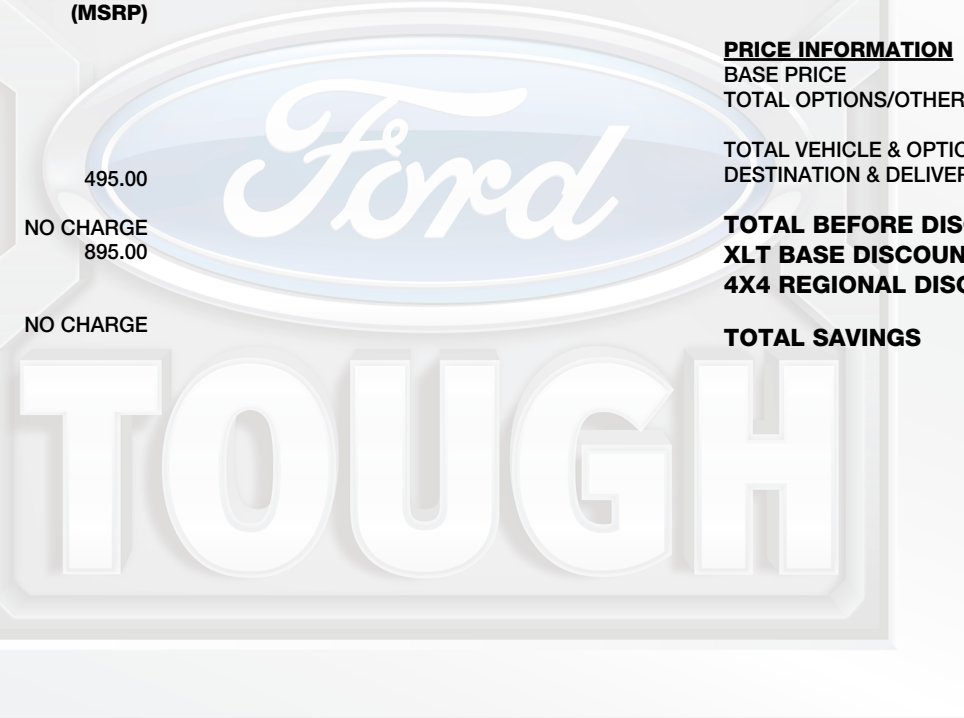 (MSRP)
495.00
NO CHARGE
895.00
NO CHARGE
PRICE INFORMATION
BASE PRICE
TOTAL OPTIONS/OTHER
TOTAL VEHICLE & OPTIO
DESTINATION & DELIVER
TOTAL BEFORE DIS
XLT BASE DISCOUN
4X4 REGIONAL DISC
TOTAL SAVINGS
Ford
TOUGH